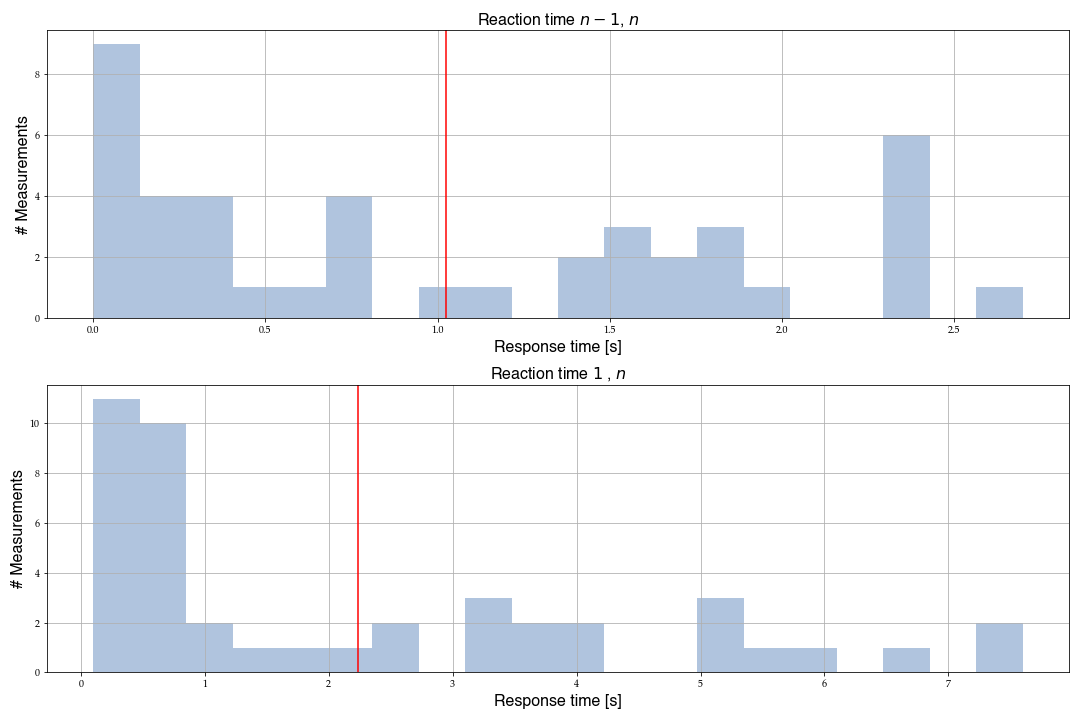 Reaction time n − 1, n
# Measurements
8
6
4
2
0
0.0 0.5 1.0 1.5 2.0 2.5
Response time [s]
Reaction time 1 , n
# Measurements
10
8
6
4
2
0
0 1 2 3 4 5 6 7
Response time [s]